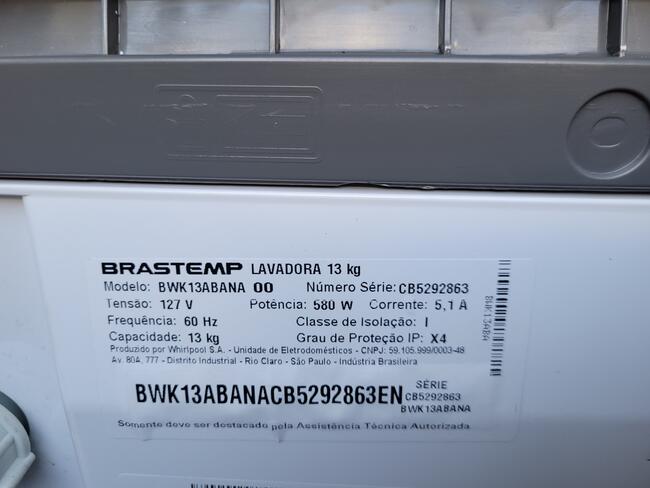 BRASTEMP LAVADORA 13 kg
Modelo: BWK13ABANA 00 Número Série: CB5292863
Tensão: 127 V Potência: 580 W Corrente: 5,1 A
Frequência: 60 Hz Classe de Isolação: I
Capacidade: 13 kg Grau de Proteção IP: X4
Produzido por Whirlpool S.A. - Unidade de Eletrodomésticos - CNPJ: 59.105.999/0003-48
Av. 80A, 777 - Distrito Industrial - Rio Claro - São Paulo - Indústria Brasileira
BWK13ABANACB5292863EN
SÉRIE
CB5292863
BWK13ABANA
Somente deve ser destacado pela Assistência Técnica Autorizada
BWK13ABA